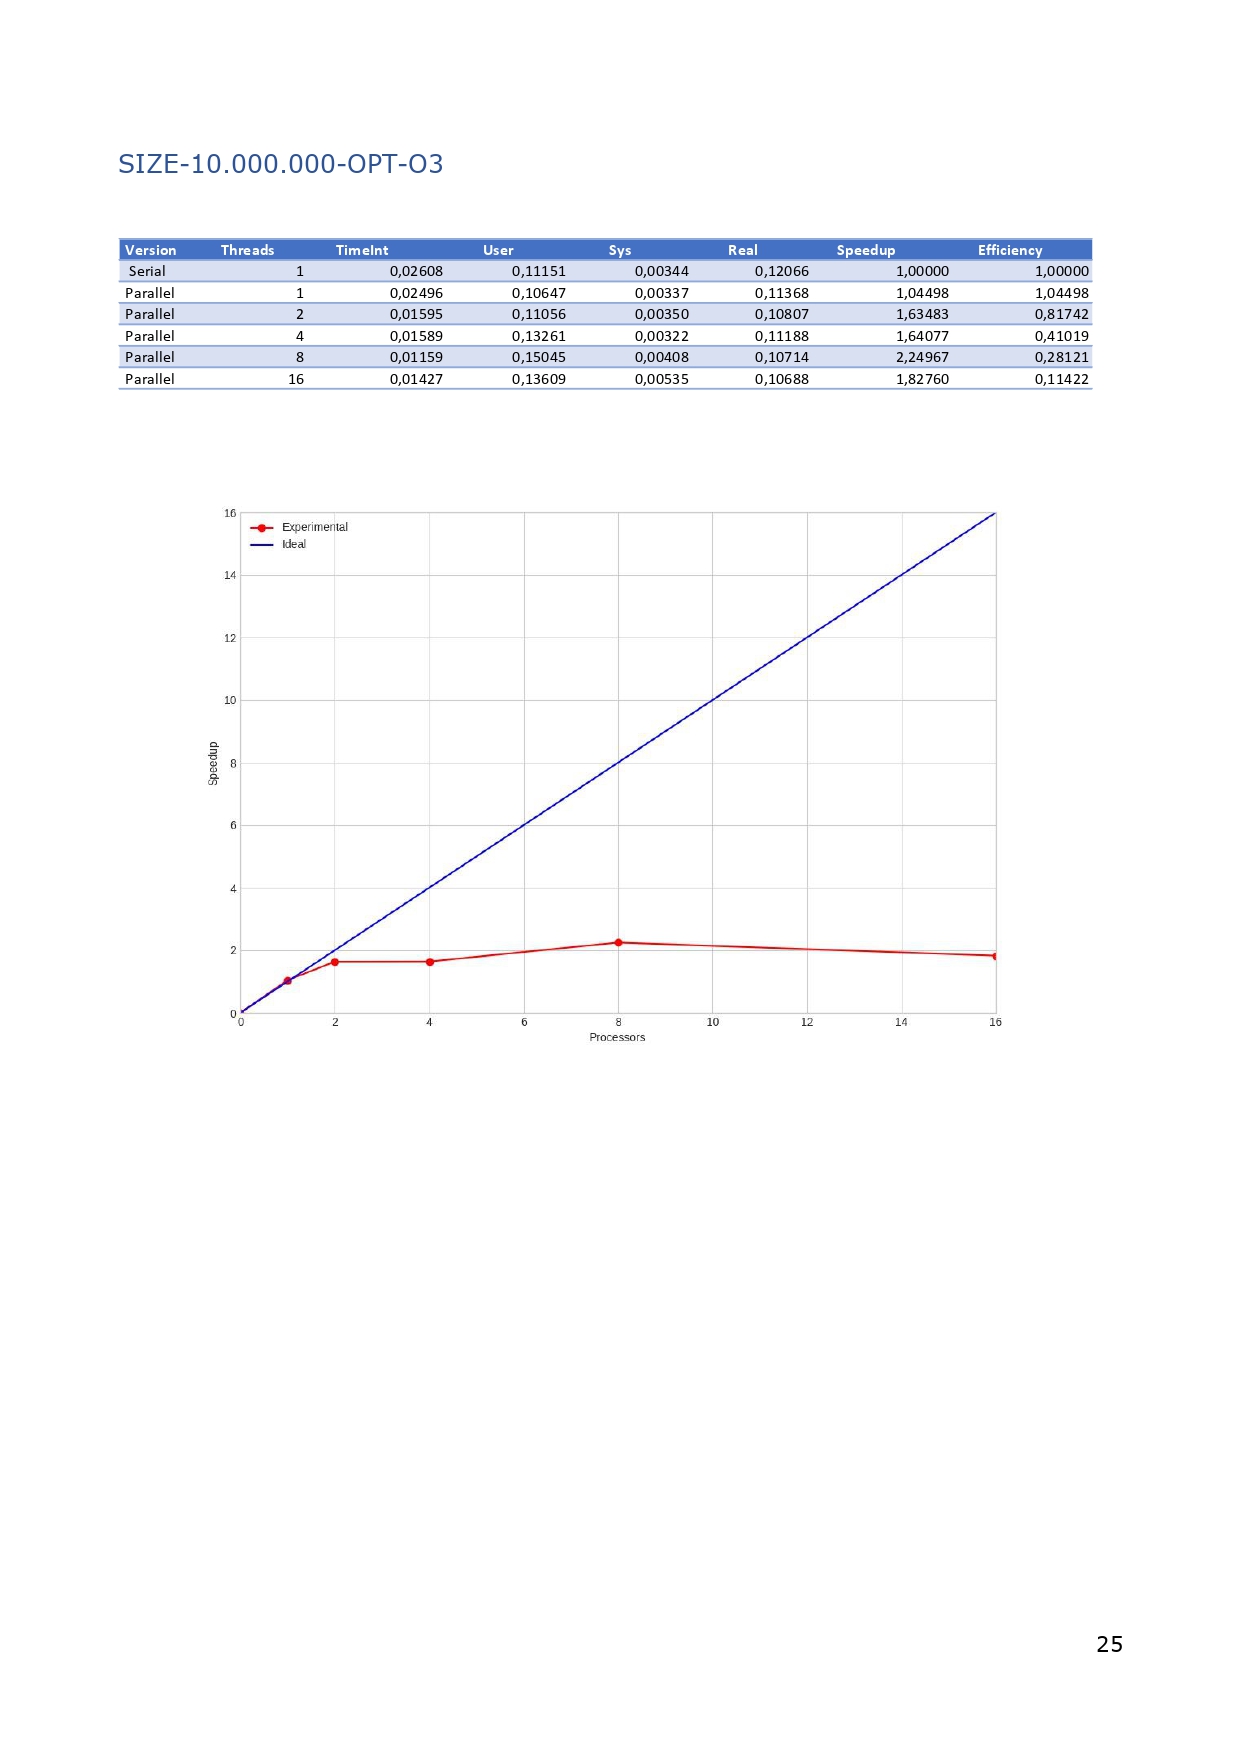 SIZE-10.000.000-OPT-O3
Version Threads TimeInt User Sys Real Speedup Efficiency
Serial 1 0,02608 0,11151 0,00344 0,12066 1,00000 1,00000
Parallel 1 0,02496 0,10647 0,00337 0,11368 1,04498 1,04498
Parallel 2 0,01595 0,11056 0,00350 0,10807 1,63483 0,81742
Parallel 4 0,01589 0,13261 0,00322 0,11188 1,64077 0,41019
Parallel 8 0,01159 0,15045 0,00408 0,10714 2,24967 0,28121
Parallel 16 0,01427 0,13609 0,00535 0,10688 1,82760 0,11422
Experimental
Ideal
16
14
12
10
8
6
4
2
0
Speedup
0 2 4 6 8 10 12 14 16
Processors
25